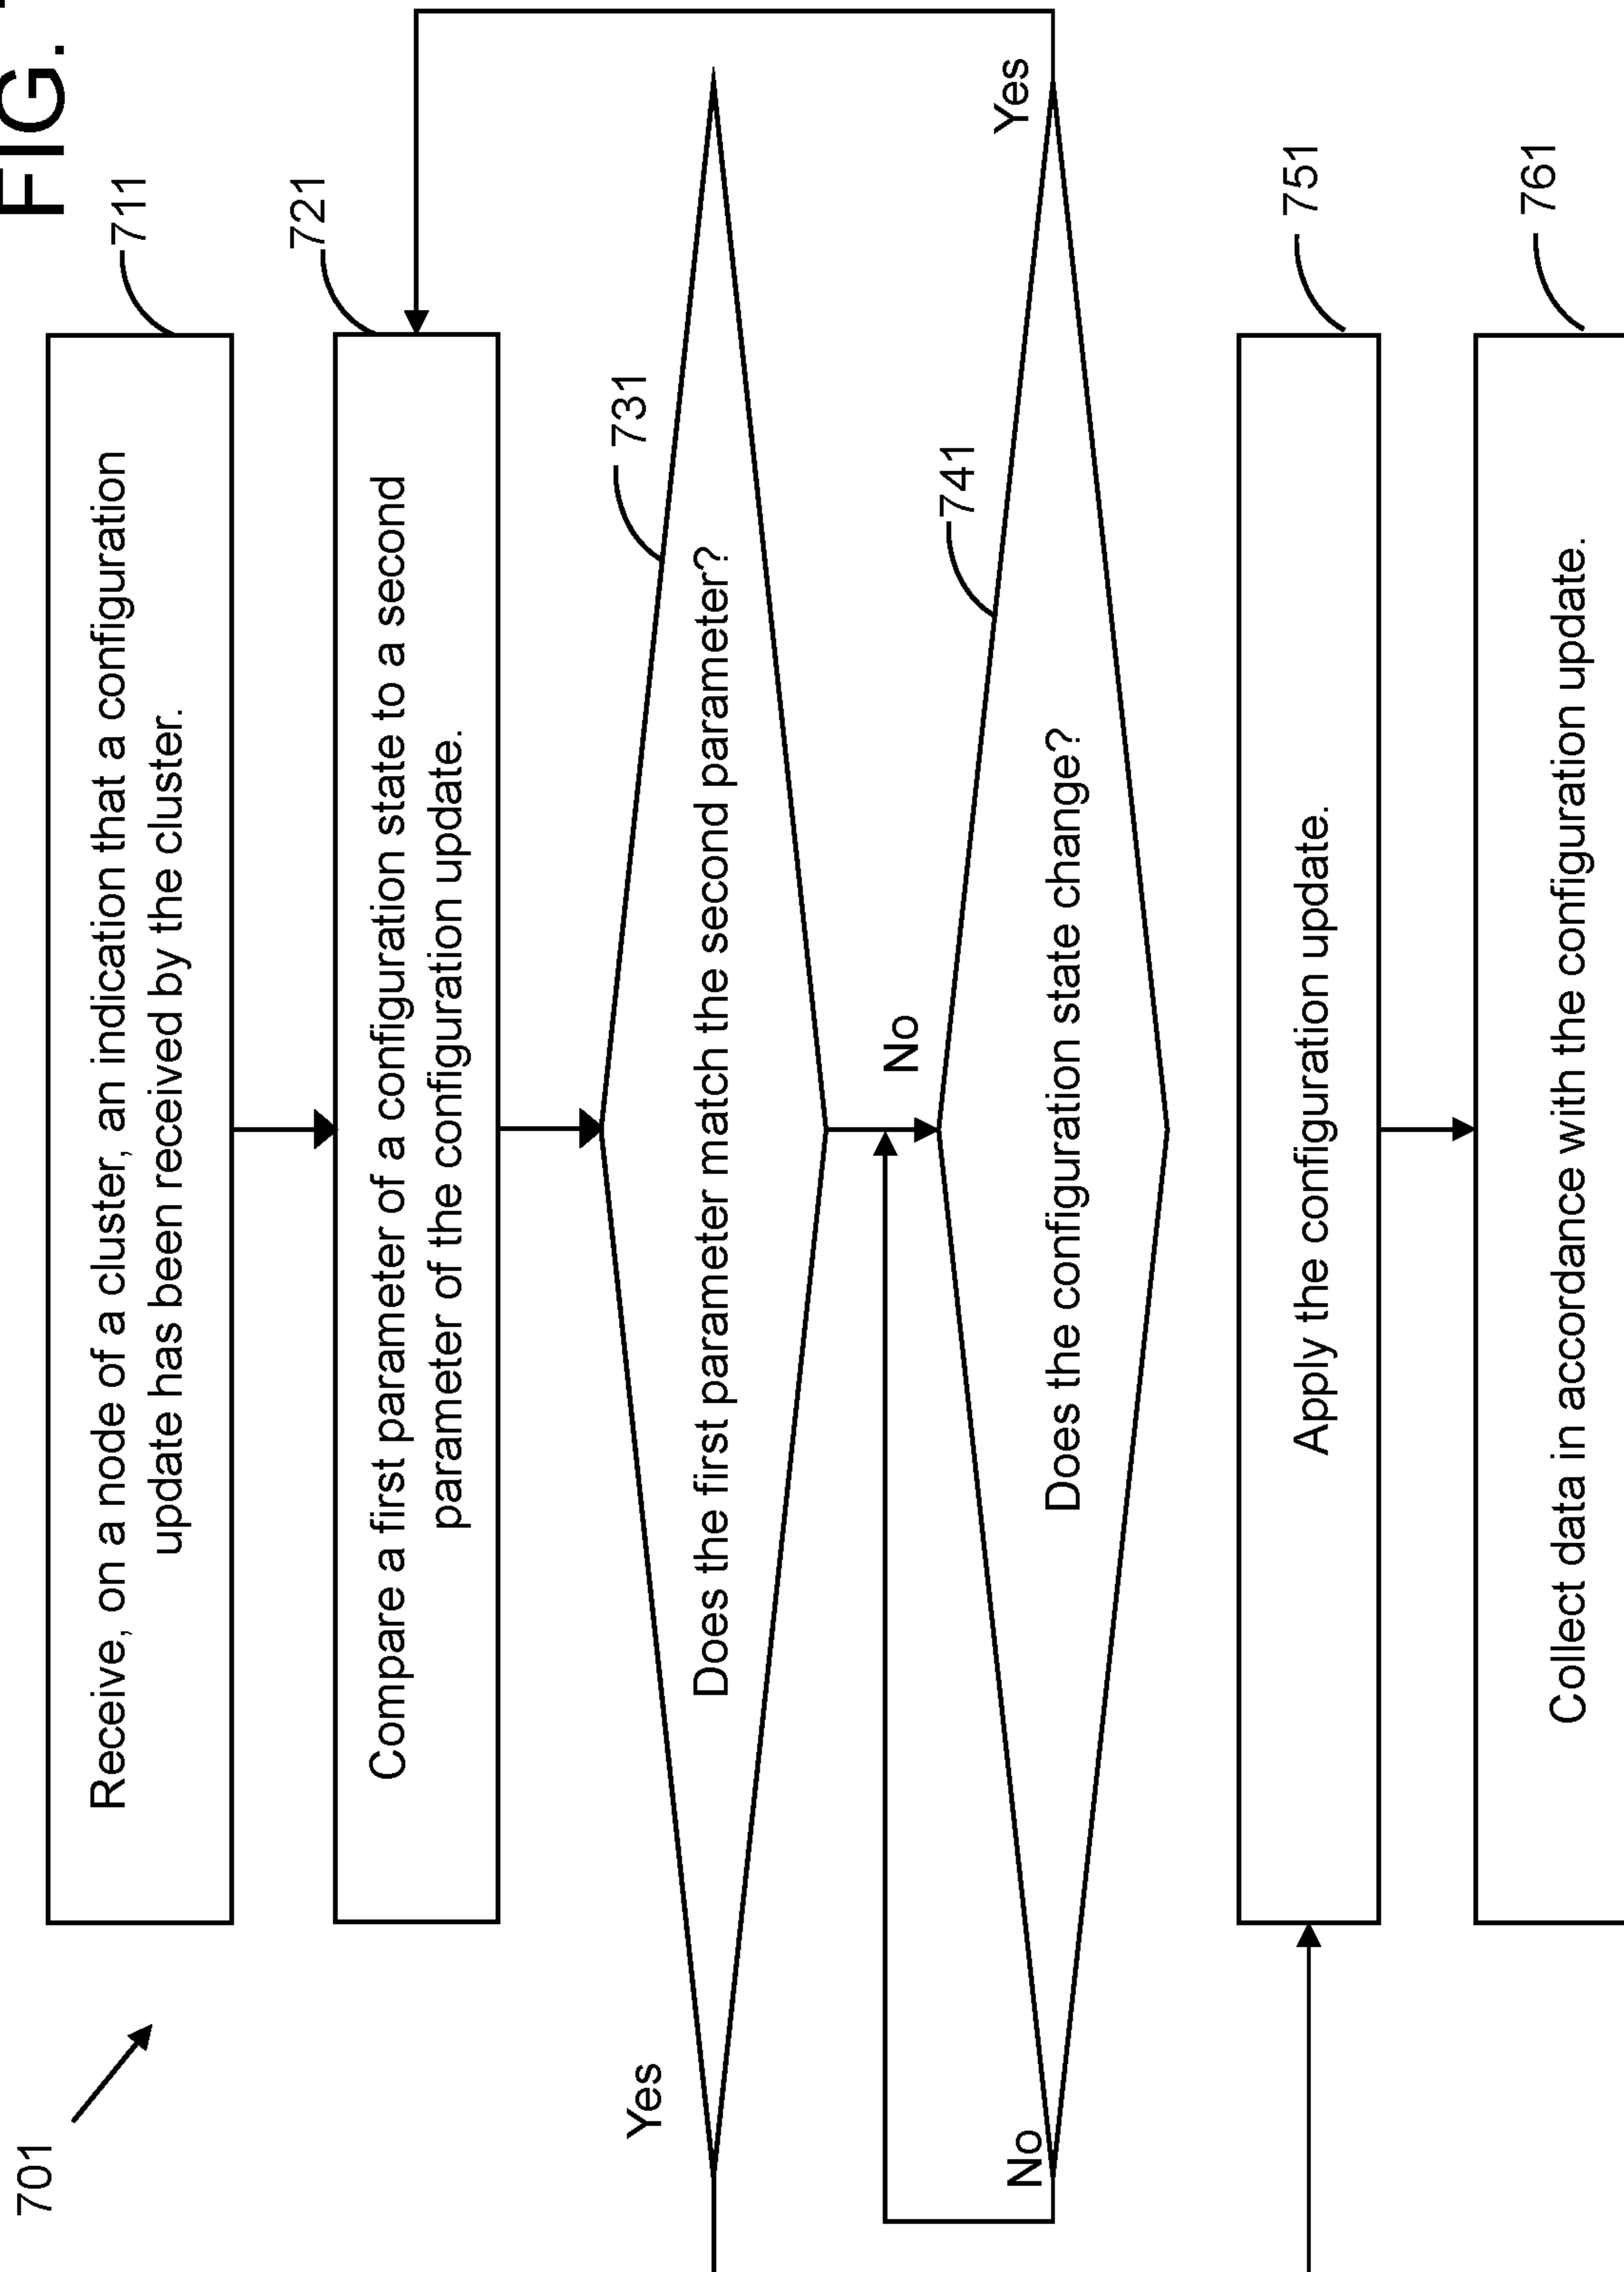 FIG.
701
711
Receive, on a node of a cluster, an indication that a configuration
update has been received by the cluster.
721
Compare a first parameter of a configuration state to a second
parameter of the configuration update.
731
Yes
Does the first parameter match the second parameter?
No
741
No
Does the configuration state change?
Yes
751
Apply the configuration update.
761
Collect data in accordance with the configuration update.